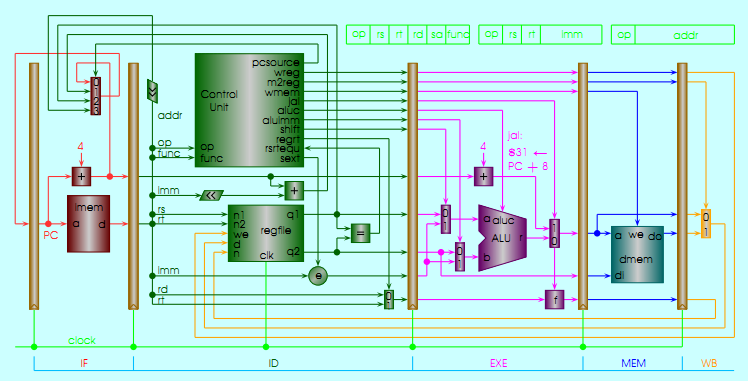 op rs rt rd sa func
op rs rt imm
op addr
pcsource
wreg
m2reg
wmem
jal
aluc
aluimm
shift
regrt
rsrtequ
sext
Control
Unit
op
func
0
1
2
3
addr
op
func
4
+
imem
a
d
PC
imm
<<
<<
+
rs
rt
n1
n2
we
d
n
regfile
q1
q2
clk
=
imm
e
rd
rt
0
1
4
+
jal:
$31 ←
PC + 8
0
1
0
1
a aluc
ALU r
b
0
1
f
a we do
dmem
di
0
1
clock
IF
ID
EXE
MEM
WB